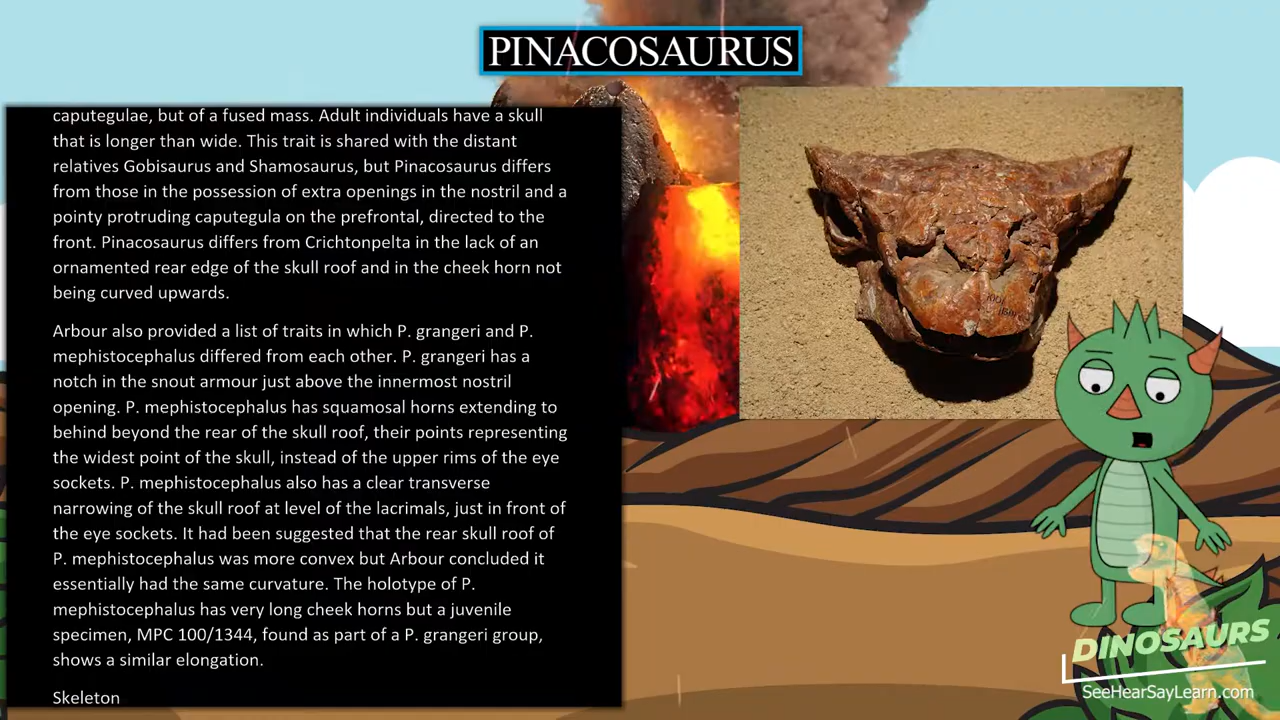 PINACOSAURUS
caputegulae, but of a fused mass. Adult individuals have a skull
that is longer than wide. This trait is shared with the distant
relatives Gobisaurus and Shamosaurus, but Pinacosaurus differs
from those in the possession of extra openings in the nostril and a
pointy protruding caputegula on the prefrontal, directed to the
front. Pinacosaurus differs from Crichtonpelta in the lack of an
ornamented rear edge of the skull roof and in the cheek horn not
being curved upwards.
Arbour also provided a list of traits in which P. grangeri and P.
mephistocephalus differed from each other. P. grangeri has a
notch in the snout armour just above the innermost nostril
opening. P. mephistocephalus has squamosal horns extending to
behind beyond the rear of the skull roof, their points representing
the widest point of the skull, instead of the upper rims of the eye
sockets. P. mephistocephalus also has a clear transverse
narrowing of the skull roof at level of the lacrimals, just in front of
the eye sockets. It had been suggested that the rear skull roof of
P. mephistocephalus was more convex but Arbour concluded it
essentially had the same curvature. The holotype of P.
mephistocephalus has very long cheek horns but a juvenile
specimen, MPC 100/1344, found as part of a P. grangeri group,
shows a similar elongation.
Skeleton
DINOSAURS
SeeHearSayLearn.com